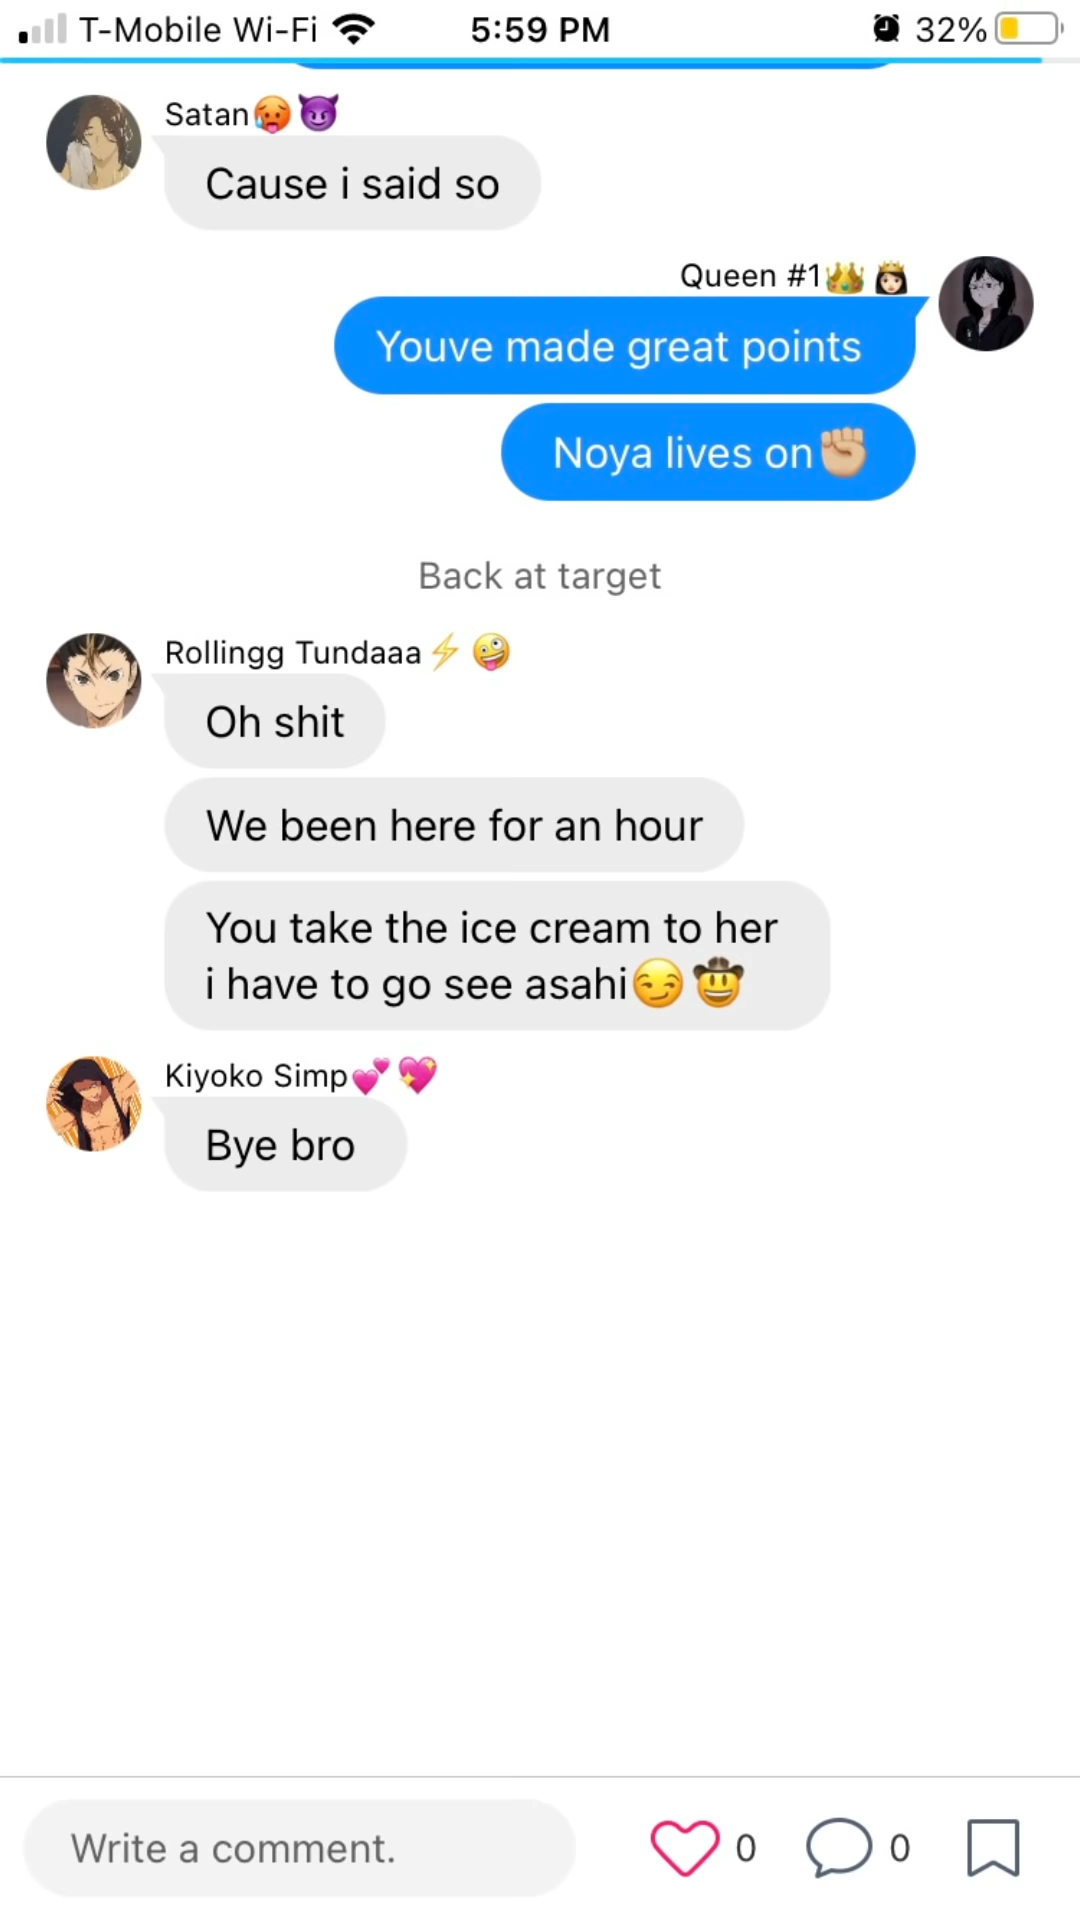 T-Mobile Wi-Fi 5:59 PM 32%
Satan🥵😈
Cause i said so
Queen #1👑👸🏻
Youve made great points
Noya lives on✊🏼
Back at target
Rollingg Tundaaa⚡🤪
Oh shit
We been here for an hour
You take the ice cream to her
i have to go see asahi😏🤠
Kiyoko Simp💕💖
Bye bro
Write a comment. 0 0